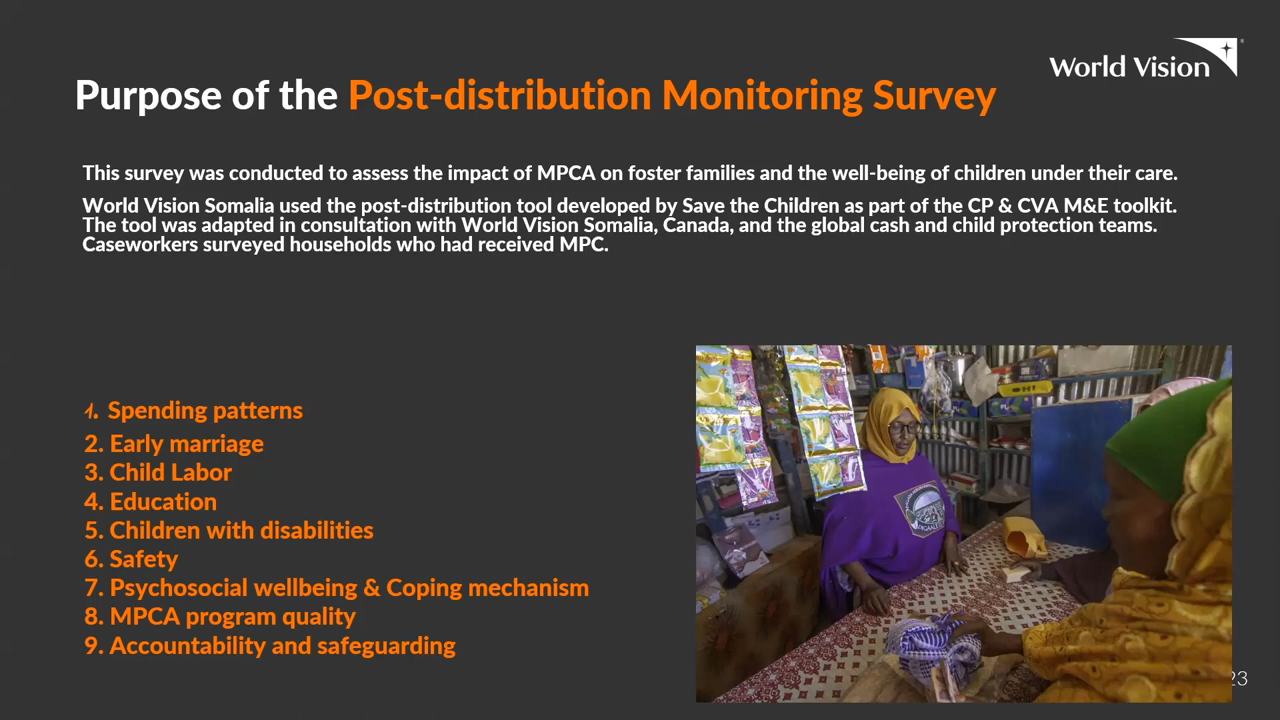 World Vision
Purpose of the Post-distribution Monitoring Survey
This survey was conducted to assess the impact of MPCA on foster families and the well-being of children under their care.
World Vision Somalia used the post-distribution tool developed by Save the Children as part of the CP & CVA M&E toolkit.
The tool was adapted in consultation with World Vision Somalia, Canada, and the global cash and child protection teams.
Caseworkers surveyed households who had received MPC.
1. Spending patterns
2. Early marriage
3. Child Labor
4. Education
5. Children with disabilities
6. Safety
7. Psychosocial wellbeing & Coping mechanism
8. MPCA program quality
9. Accountability and safeguarding
23